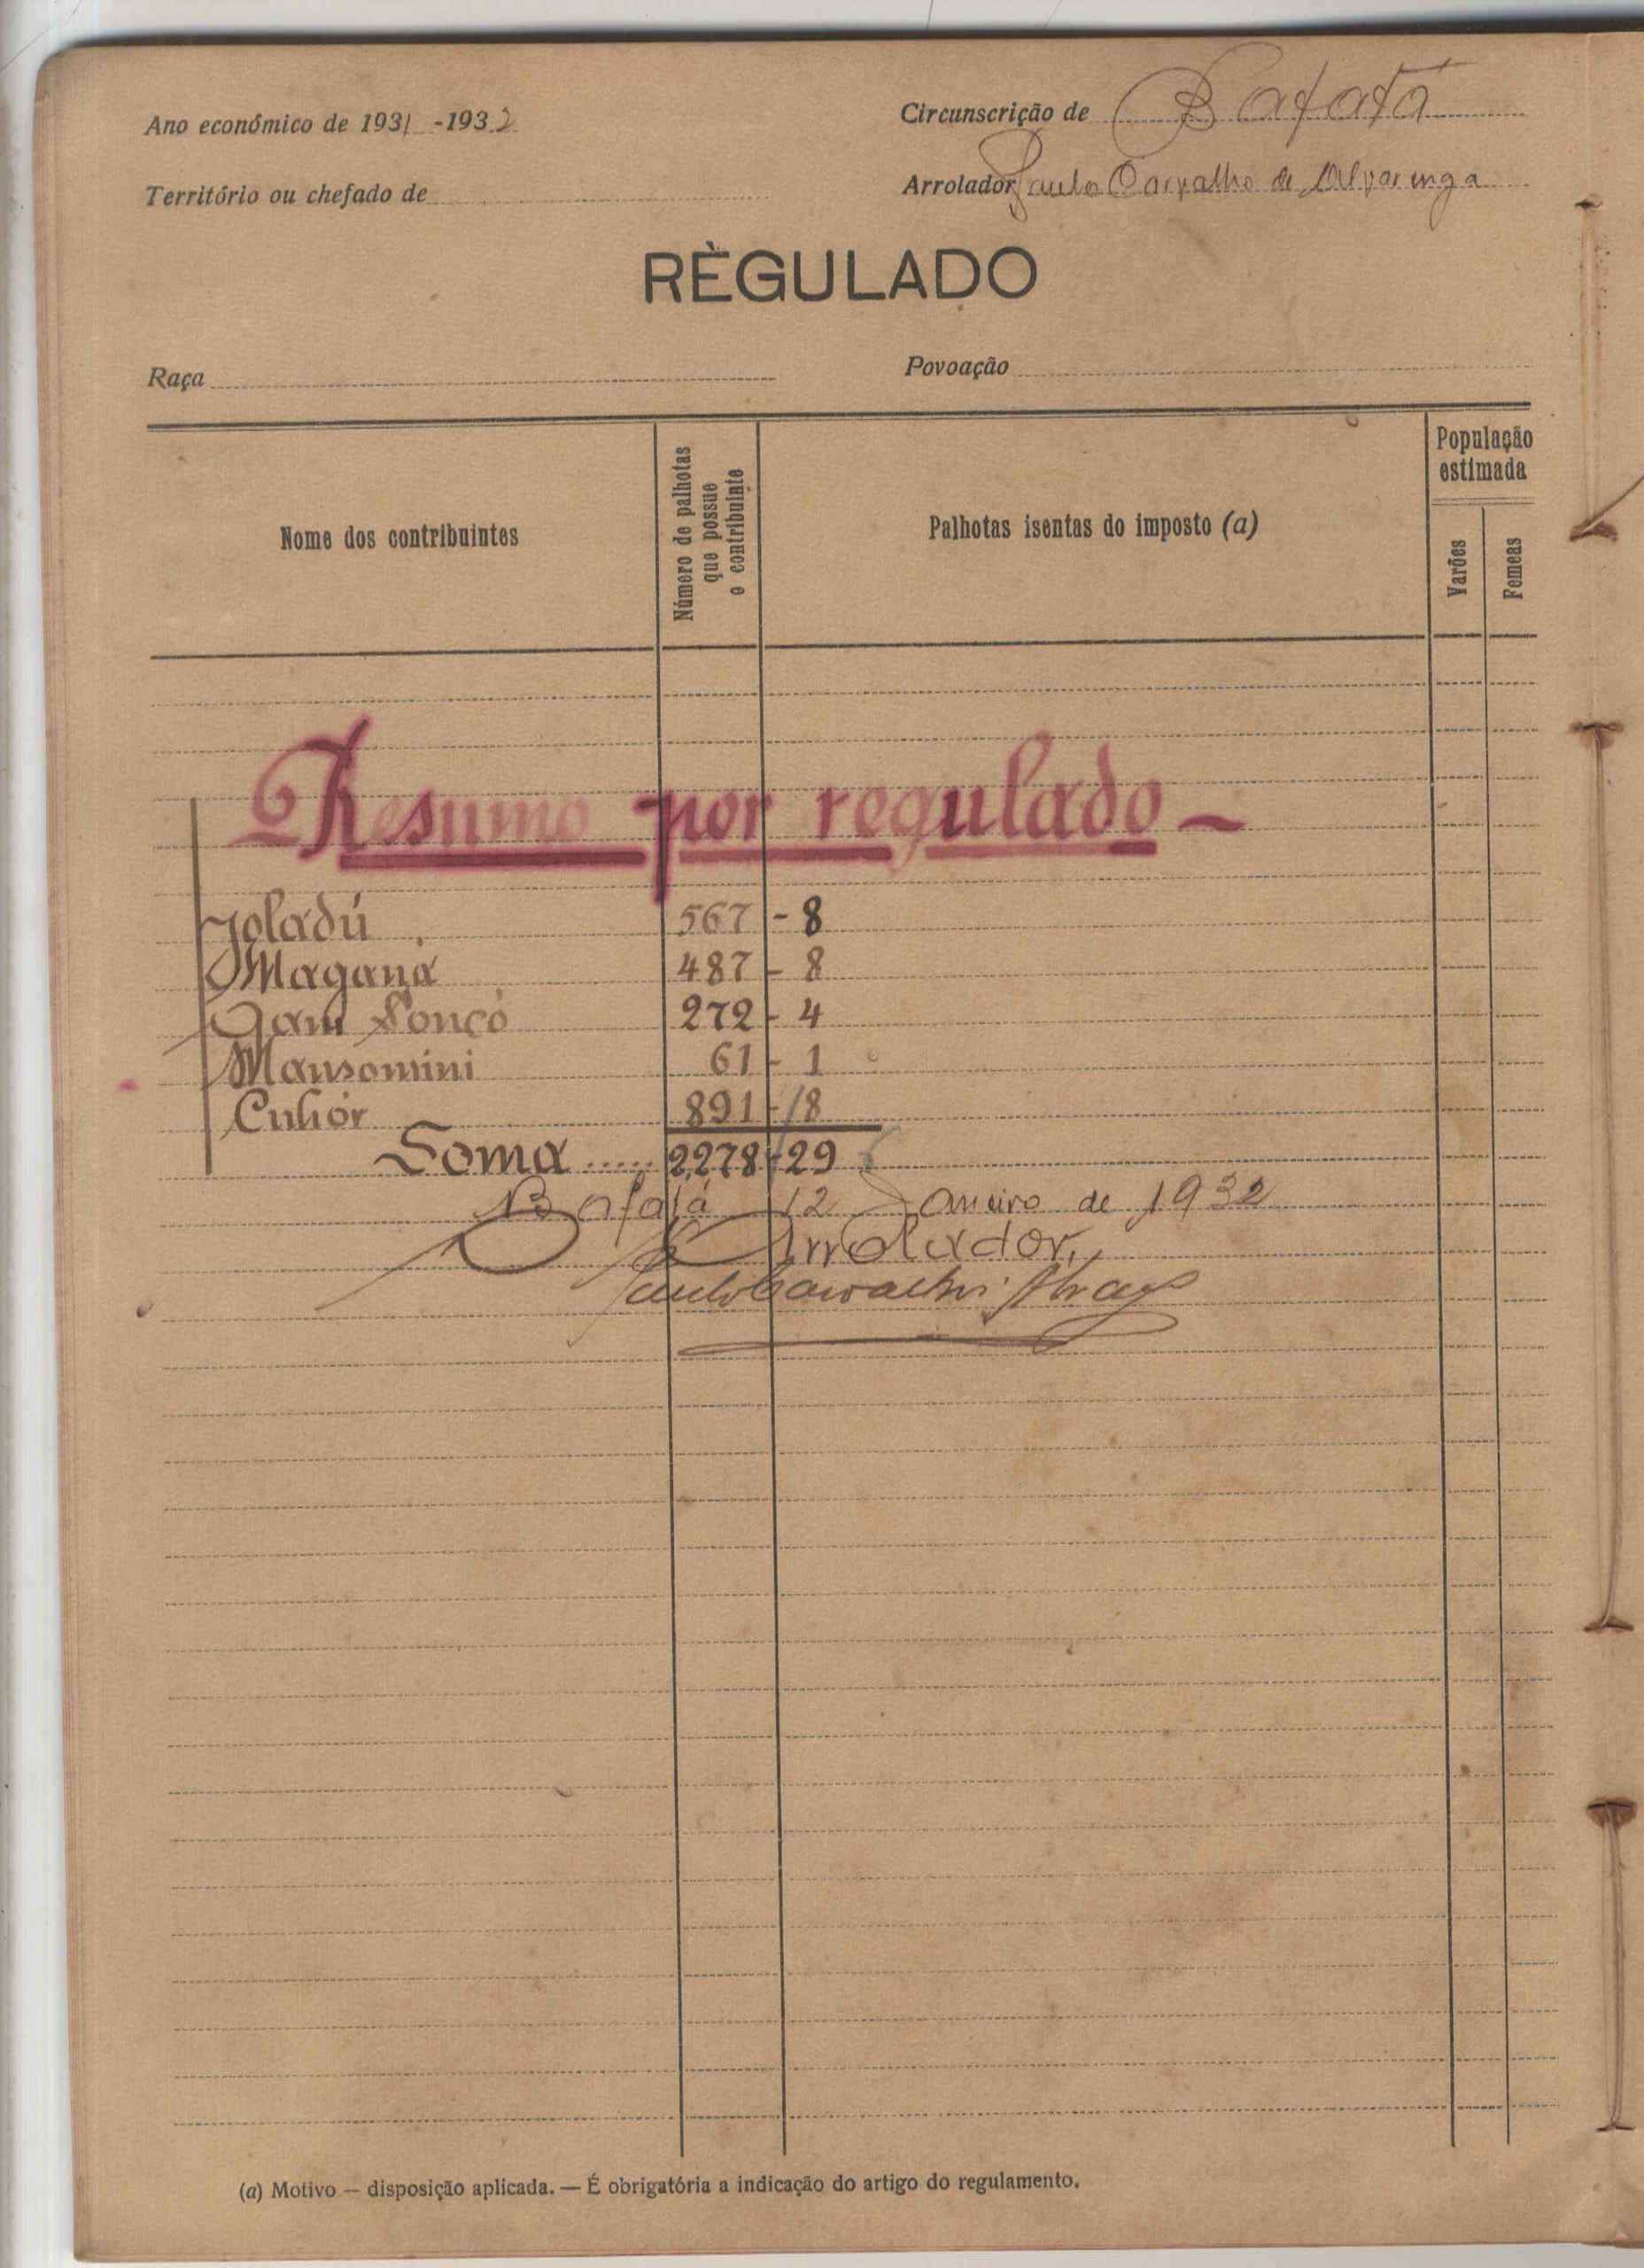 Ano económico de 1931-1932
Circunscrição de Bafatá
Território ou chefado de
Arrolador Paulo Carvalho de Alvarenga
RÈGULADO
Raça
Povoação
Nome dos contribuintes
Número de palhotas que possue o contribuinte
Palhotas isentas do imposto (a)
População estimada
Varões
Femeas
Resumo por regulado -
Joladú 567 - 8
Maganá 487 - 8
Gam Sonçó 272 - 4
Mansomini 61 - 1
Cuhór 891 - 8
Soma ..... 2278 - 29
Bafatá 12 Janeiro de 1932
O Arrolador,
Paulo Carvalho
(a) Motivo — disposição aplicada. — É obrigatória a indicação do artigo do regulamento.